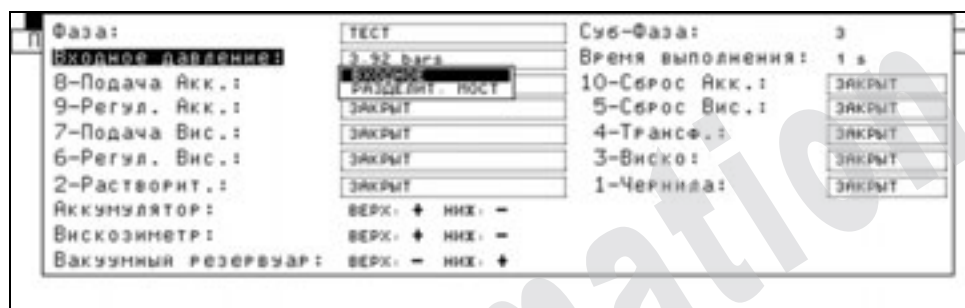 П
Фаза: ТЕСТ Суб-Фаза: 3
Входное давление: 3.92 bars Время выполнения: 1 s
ВХОДНОЕ
8-Подача Акк.: РАЗДЕЛИТ. МОСТ 10-Сброс Акк.: ЗАКРЫТ
9-Регул. Акк.: ЗАКРЫТ 5-Сброс Вис.: ЗАКРЫТ
7-Подача Вис.: ЗАКРЫТ 4-Трансф.: ЗАКРЫТ
6-Регул. Вис.: ЗАКРЫТ 3-Виско: ЗАКРЫТ
2-Растворит.: ЗАКРЫТ 1-Чернила: ЗАКРЫТ
Аккумулятор: ВЕРХ. + НИЖ. -
Вискозиметр: ВЕРХ. + НИЖ. -
Вакуумный резервуар: ВЕРХ. - НИЖ. +